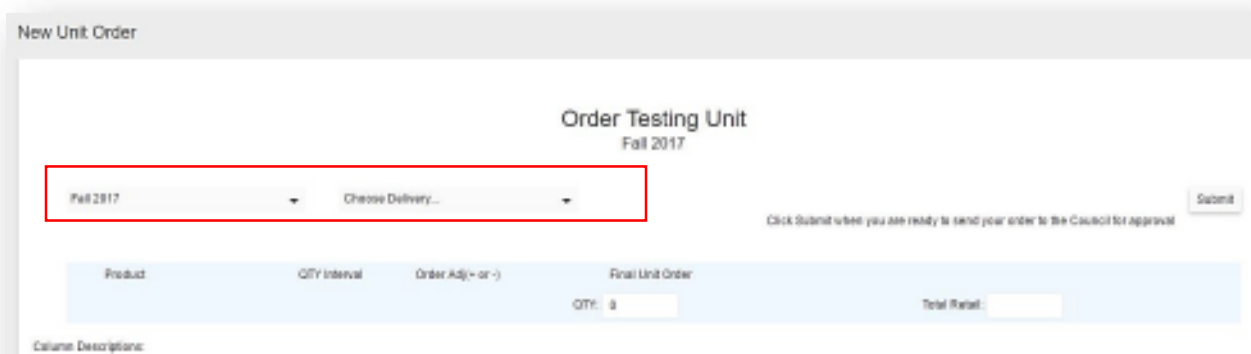 New Unit Order
Order Testing Unit
Fall 2017
Fall 2017 Choose Delivery... Submit
Click Submit when you are ready to send your order to the Council for approval
Product QTY Interval Order Adj(+ or -) Final Unit Order
QTY: 0 Total Retail:
Column Descriptions: